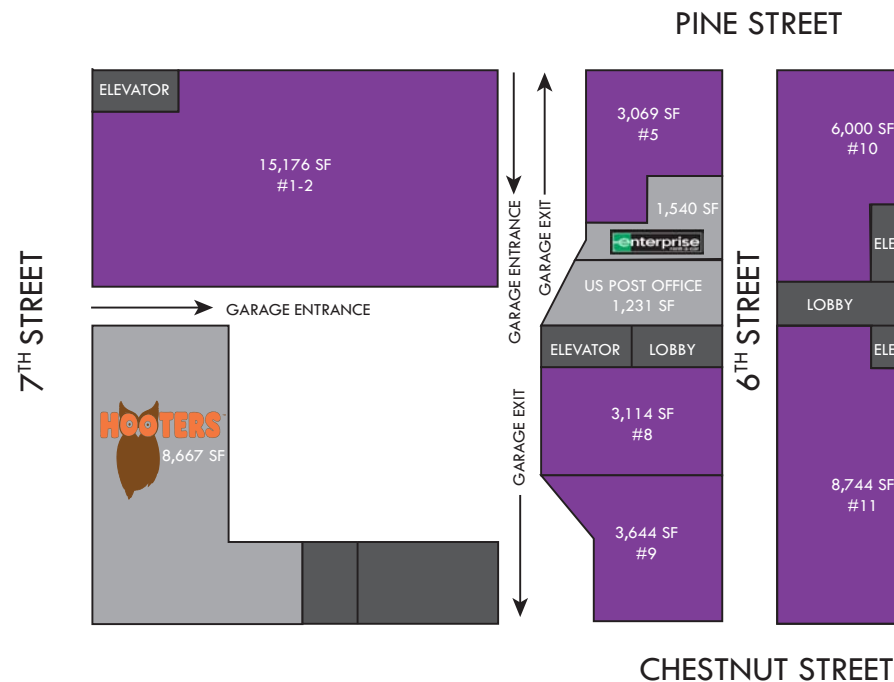 PINE STREET
ELEVATOR
15,176 SF
#1-2
3,069 SF
#5
6,000 SF
#10
1,540 SF
enterprise
US POST OFFICE
1,231 SF
GARAGE ENTRANCE
GARAGE EXIT
GARAGE ENTRANCE
7TH STREET
6TH STREET
LOBBY
ELEVATOR
LOBBY
HOOTERS
8,667 SF
3,114 SF
#8
GARAGE EXIT
8,744 SF
#11
3,644 SF
#9
CHESTNUT STREET
ELE
ELE